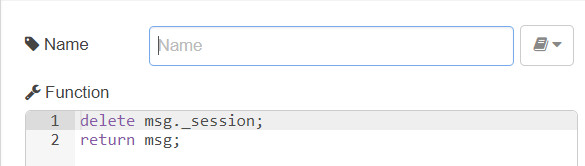 Name
Name
Function
1 delete msg._session;
2 return msg;